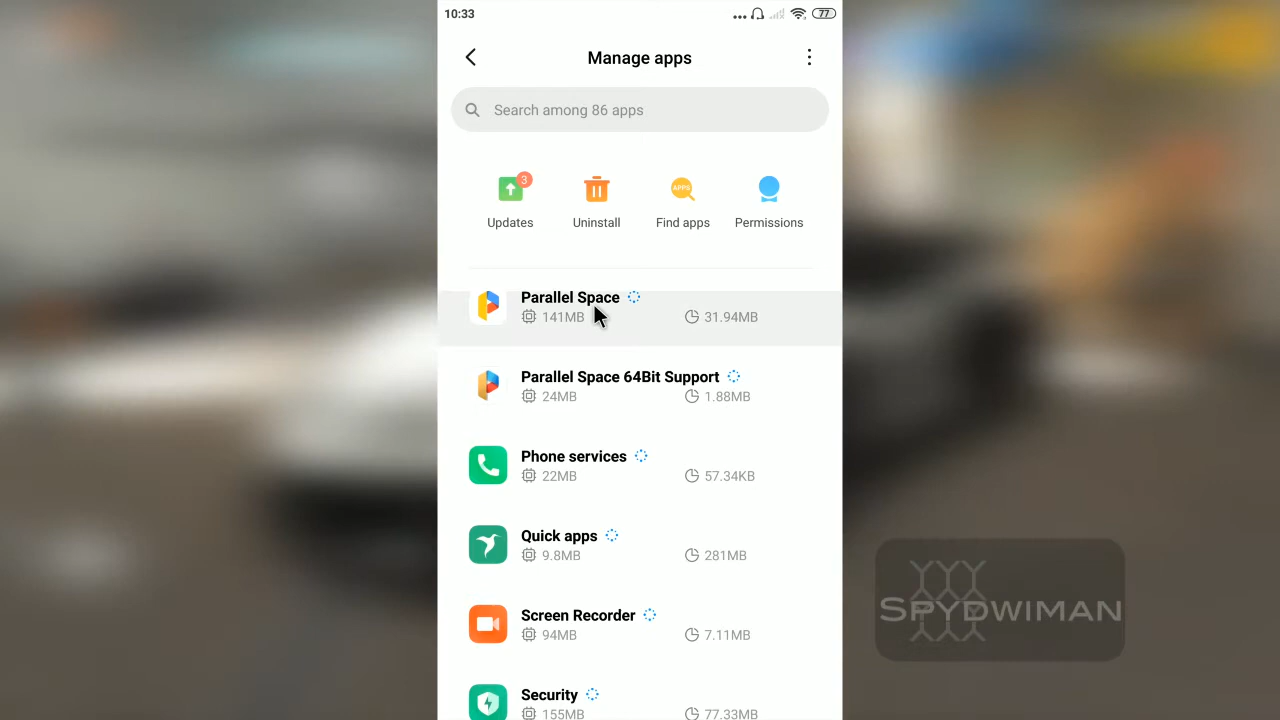 10:33
77
Manage apps
Search among 86 apps
3
APPS
Updates
Uninstall
Find apps
Permissions
Parallel Space
141MB
31.94MB
Parallel Space 64Bit Support
24MB
1.88MB
Phone services
22MB
57.34KB
Quick apps
9.8MB
281MB
Screen Recorder
94MB
7.11MB
Security
155MB
77.33MB
SPYDWIMAN